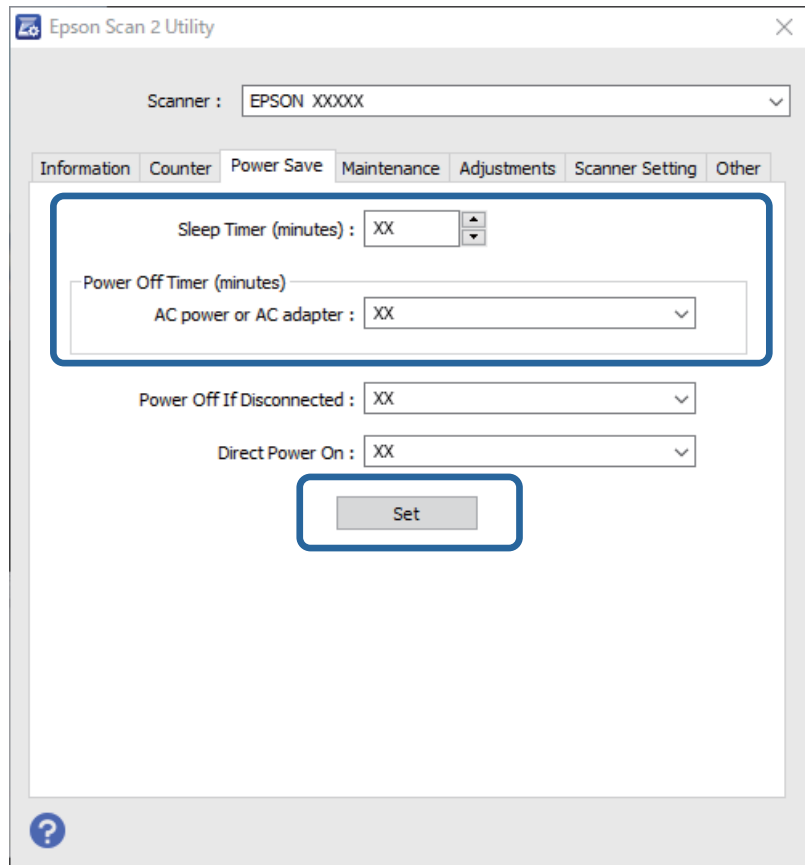 Epson Scan 2 Utility
Scanner : EPSON XXXXX
Information Counter Power Save Maintenance Adjustments Scanner Setting Other
Sleep Timer (minutes) : XX
Power Off Timer (minutes)
AC power or AC adapter : XX
Power Off If Disconnected : XX
Direct Power On : XX
Set
?